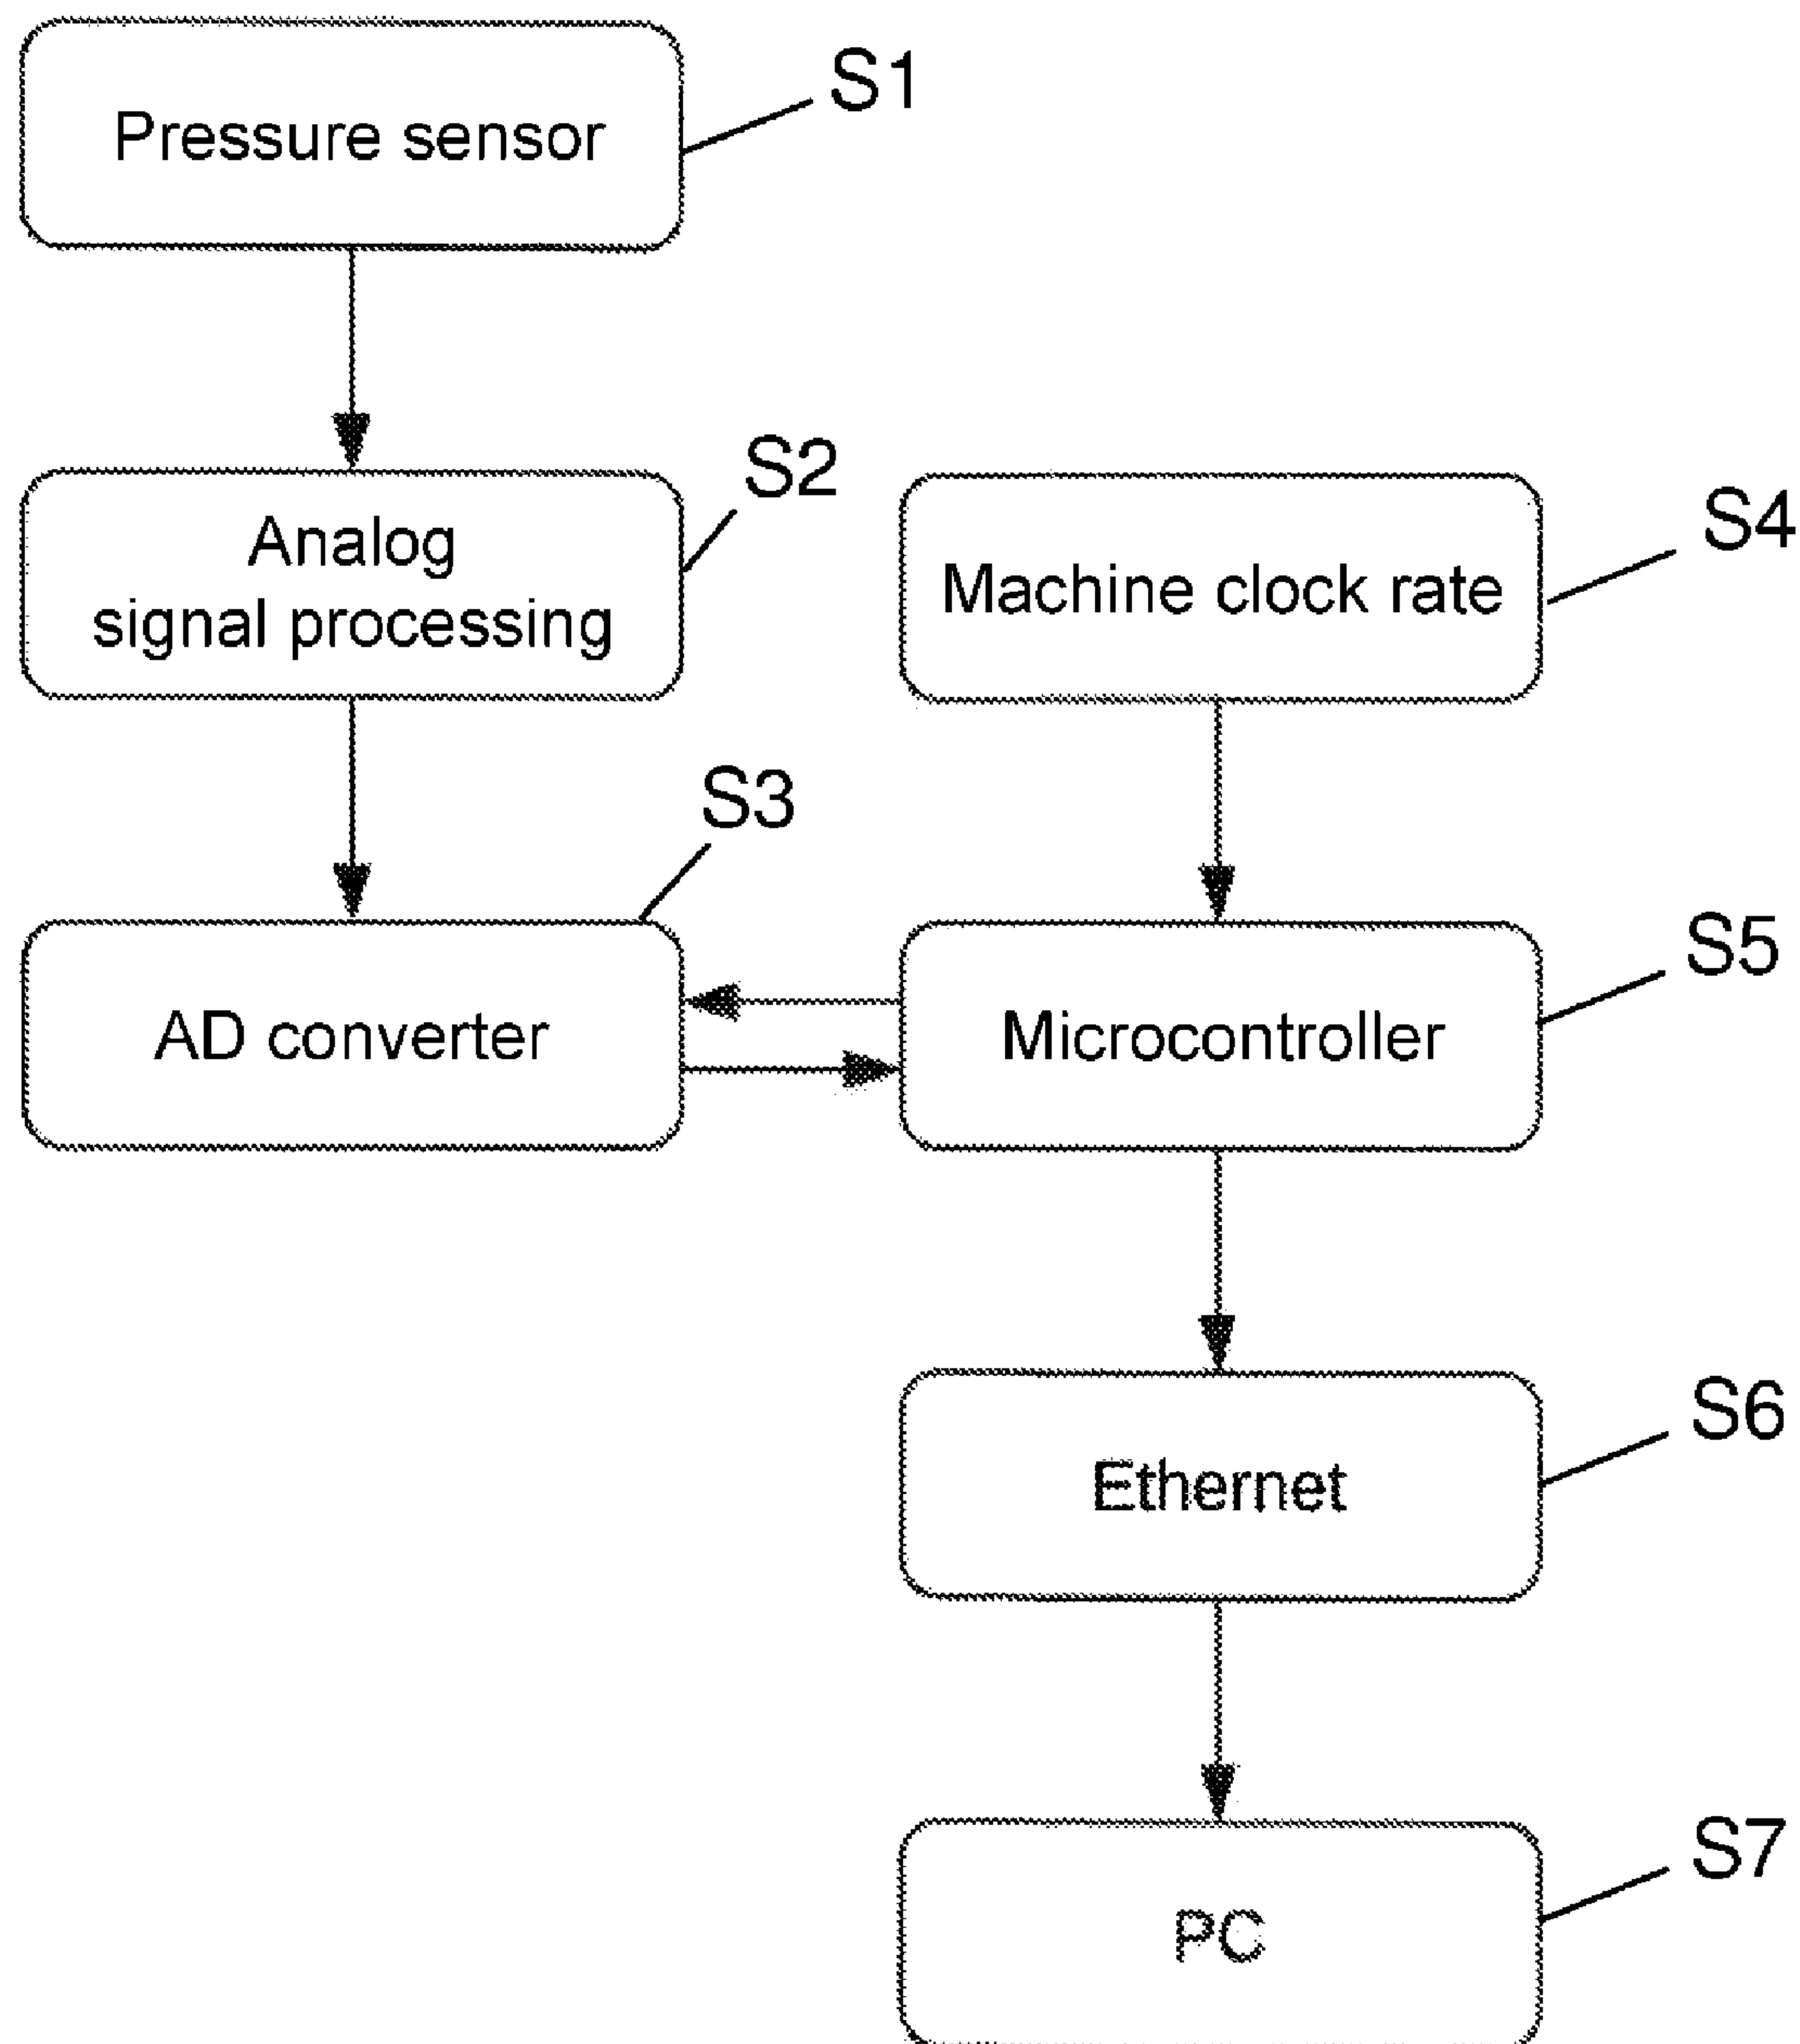 Pressure sensor
S1
Analog
signal processing
S2
Machine clock rate
S4
S3
AD converter
Microcontroller
S5
Ethernet
S6
PC
S7